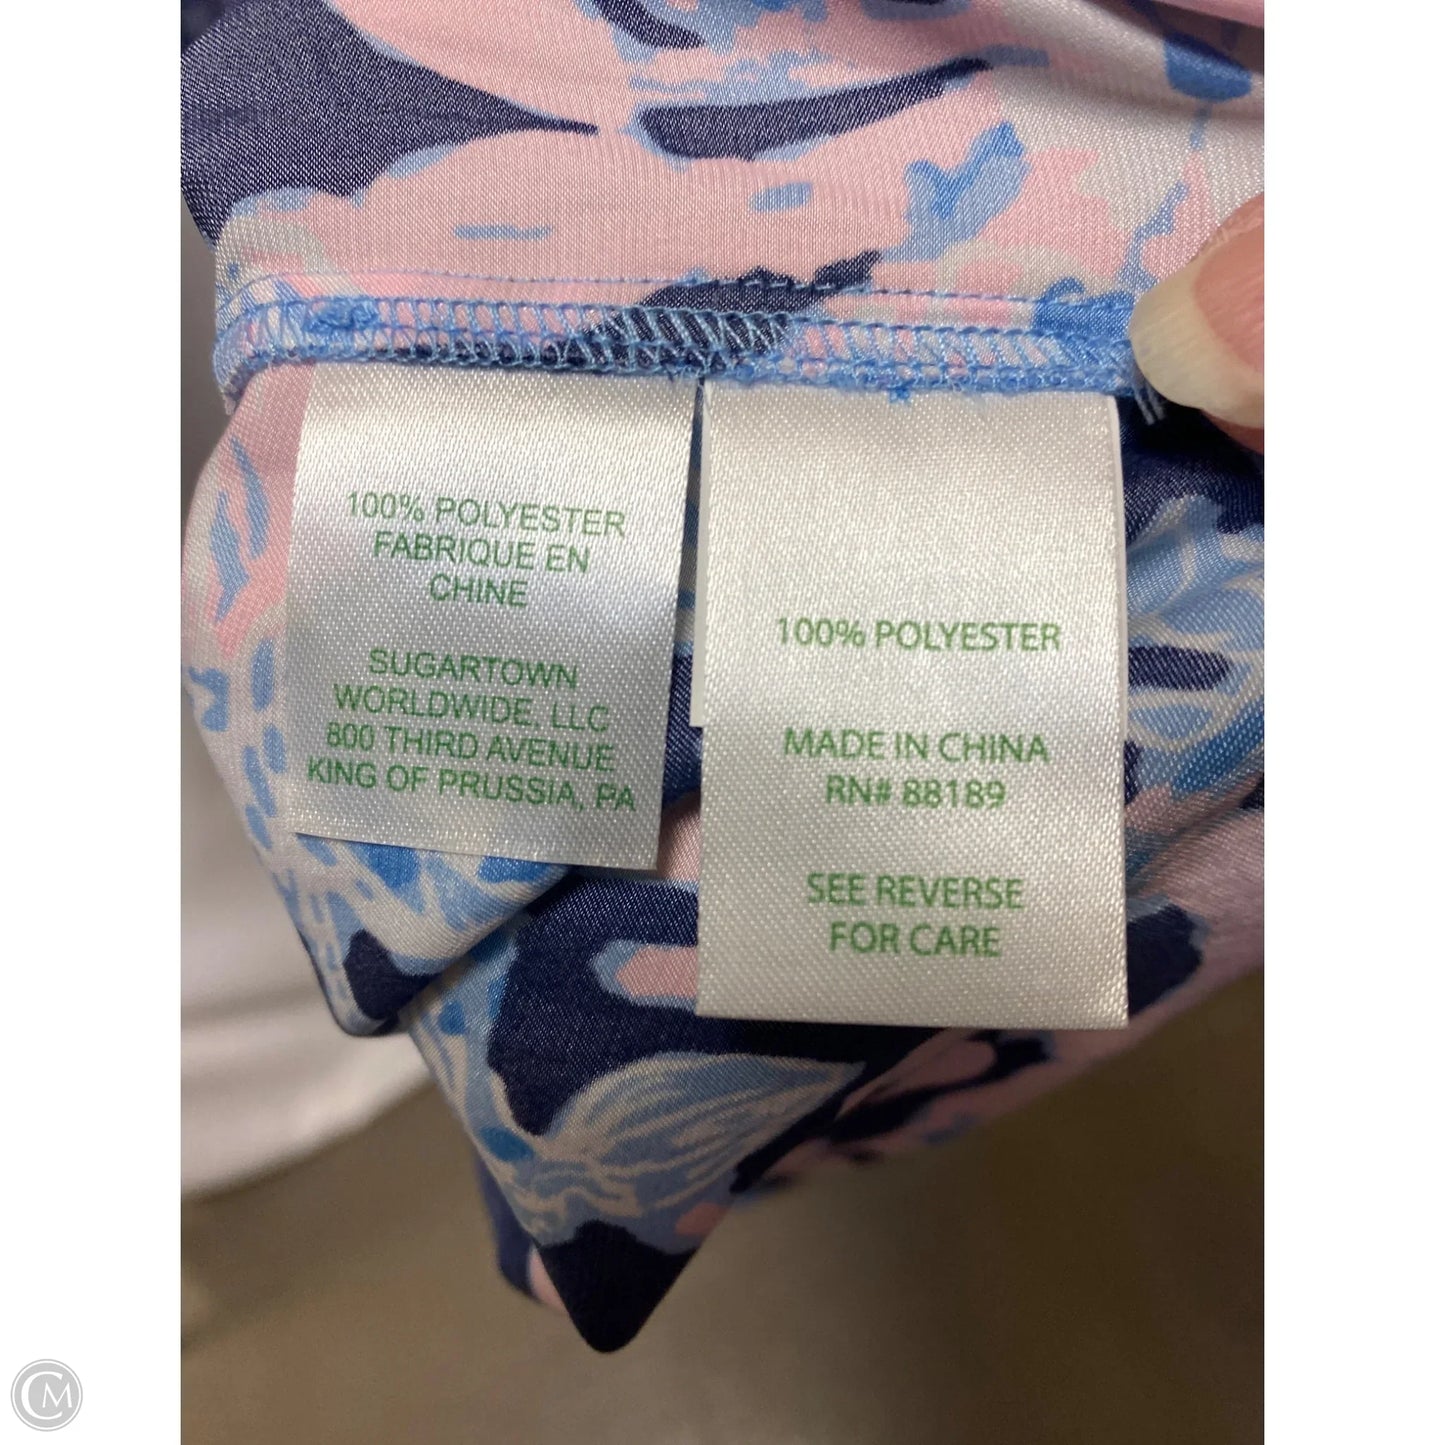 100% POLYESTER
FABRIQUE EN
CHINE
SUGARTOWN
WORLDWIDE, LLC
800 THIRD AVENUE
KING OF PRUSSIA, PA
100% POLYESTER
MADE IN CHINA
RN# 88189
SEE REVERSE
FOR CARE
CM